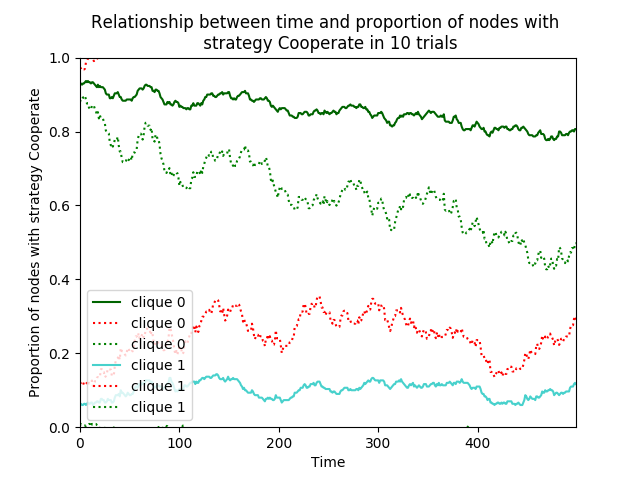 Relationship between time and proportion of nodes with
strategy Cooperate in 10 trials
Proportion of nodes with strategy Cooperate
1.0
0.8
0.6
0.4
0.2
0.0
clique 0
clique 0
clique 0
clique 1
clique 1
clique 1
0
100
200
300
400
Time